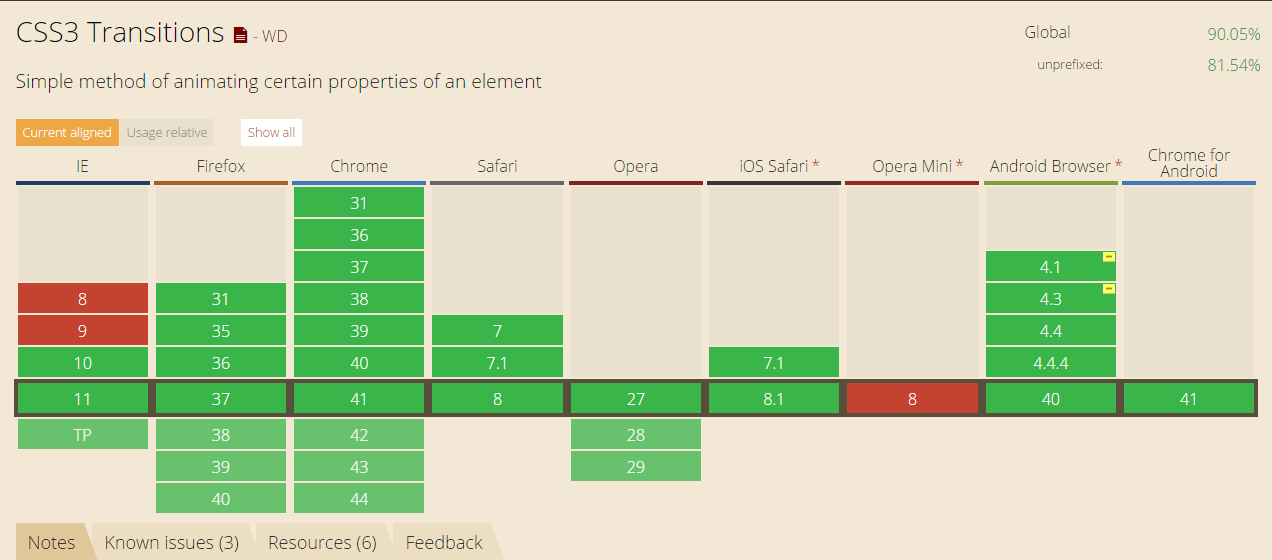 CSS3 Transitions - WD
Global 90.05%
Simple method of animating certain properties of an element
unprefixed: 81.54%
Current aligned Usage relative Show all
IE Firefox Chrome Safari Opera iOS Safari * Opera Mini * Android Browser * Chrome for Android
31
36
37 4.1
8 31 38 4.3
9 35 39 7 4.4
10 36 40 7.1 7.1 4.4.4
11 37 41 8 27 8.1 8 40 41
TP 38 42 28
39 43 29
40 44
Notes Known issues (3) Resources (6) Feedback